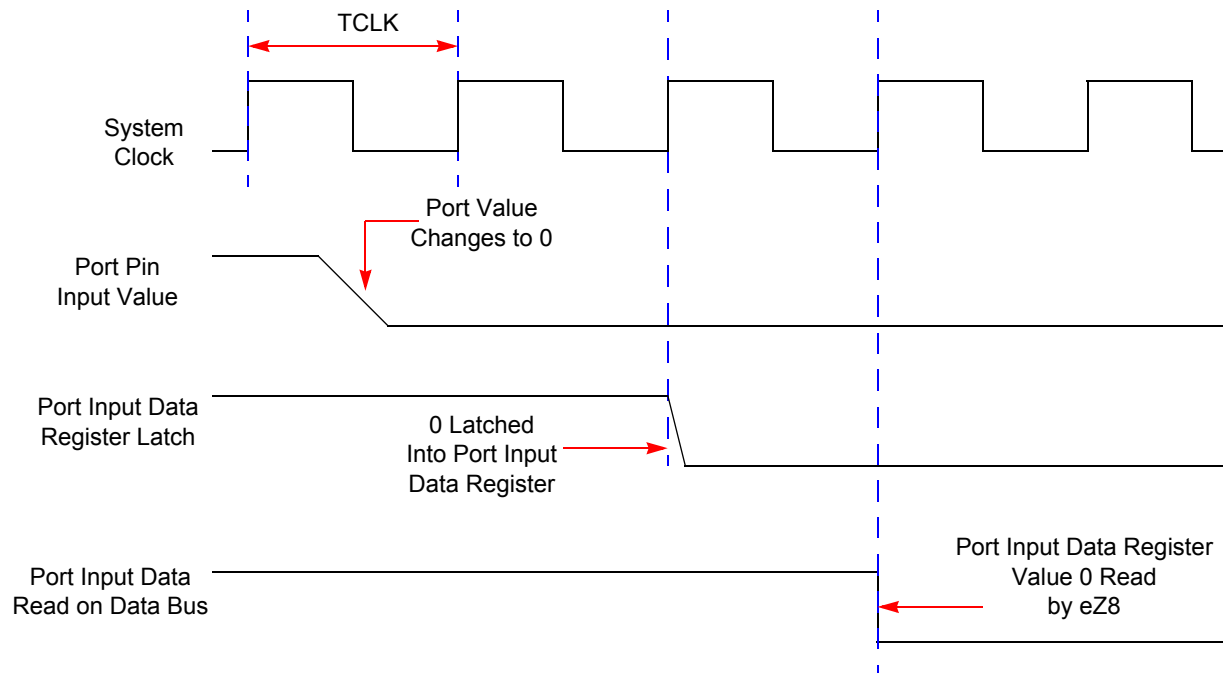 TCLK
System
Clock
Port Value
Changes to 0
Port Pin
Input Value
Port Input Data
Register Latch
0 Latched
Into Port Input
Data Register
Port Input Data Register
Value 0 Read
by eZ8
Port Input Data
Read on Data Bus